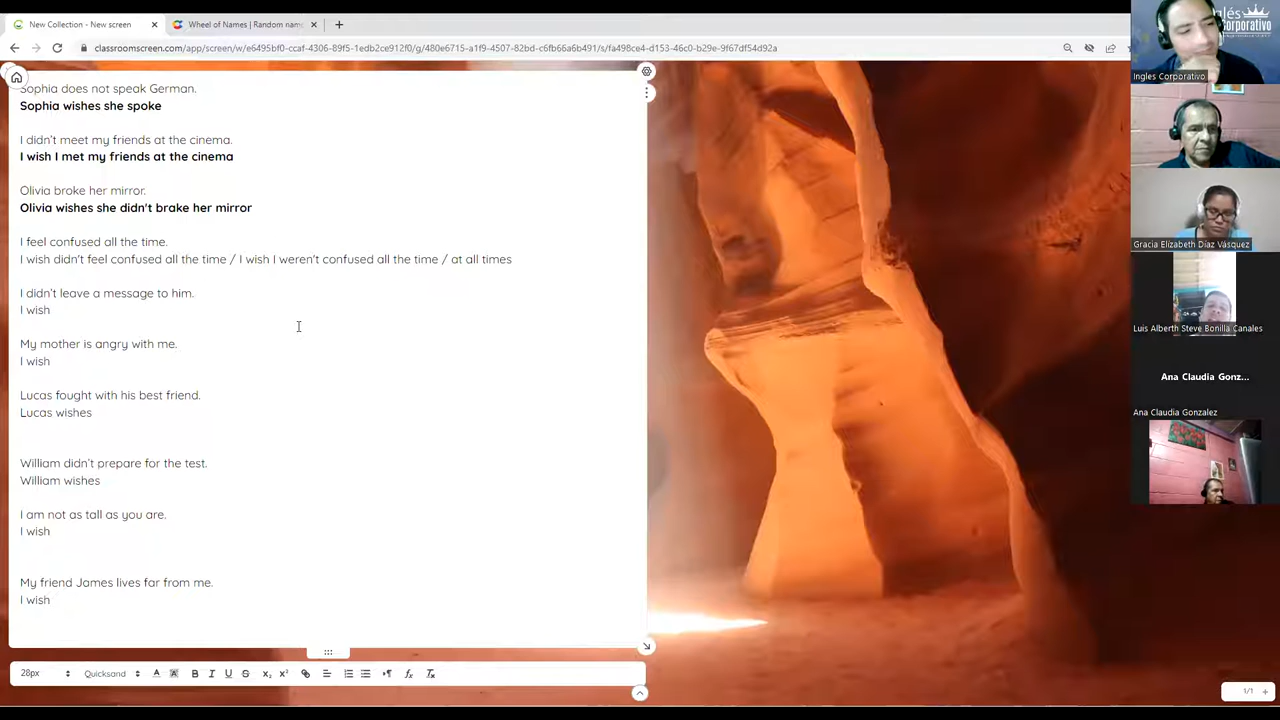 New Collection - New screen
Wheel of Names | Random nam
classroomscreen.com/app/screen/w/e6495bf0-ccaf-4306-89f5-1edb2ce912f0/g/480e6715-a1f9-4507-82bd-c6fb66a6b491/s/fa498ce4-d153-46c0-b29e-9f67df54d92a
Sophia does not speak German.
Sophia wishes she spoke
I didn't meet my friends at the cinema.
I wish I met my friends at the cinema
Olivia broke her mirror.
Olivia wishes she didn't brake her mirror
I feel confused all the time.
I wish didn't feel confused all the time / I wish I weren't confused all the time / at all times
I didn't leave a message to him.
I wish
My mother is angry with me.
I wish
Lucas fought with his best friend.
Lucas wishes
William didn't prepare for the test.
William wishes
I am not as tall as you are.
I wish
My friend James lives far from me.
I wish
28px
Quicksand
1/1
Inglés
Corporativo
Ingles Corporativo
Gracia Elizabeth Díaz Vásquez
Luis Alberth Steve Bonilla Canales
Ana Claudia Gonz...
Ana Claudia Gonzalez